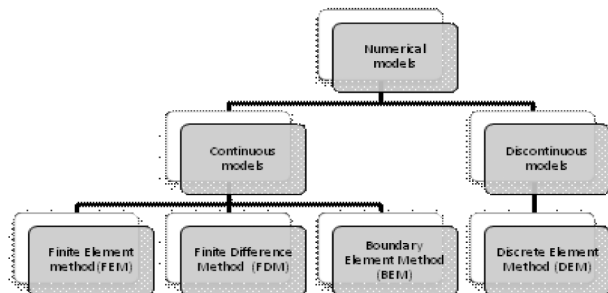 Numerical
models
Continuous
models
Discontinuous
models
Finite Element
method (FEM)
Finite Difference
Method (FDM)
Boundary
Element Method
(BEM)
Discrete Element
Method (DEM)